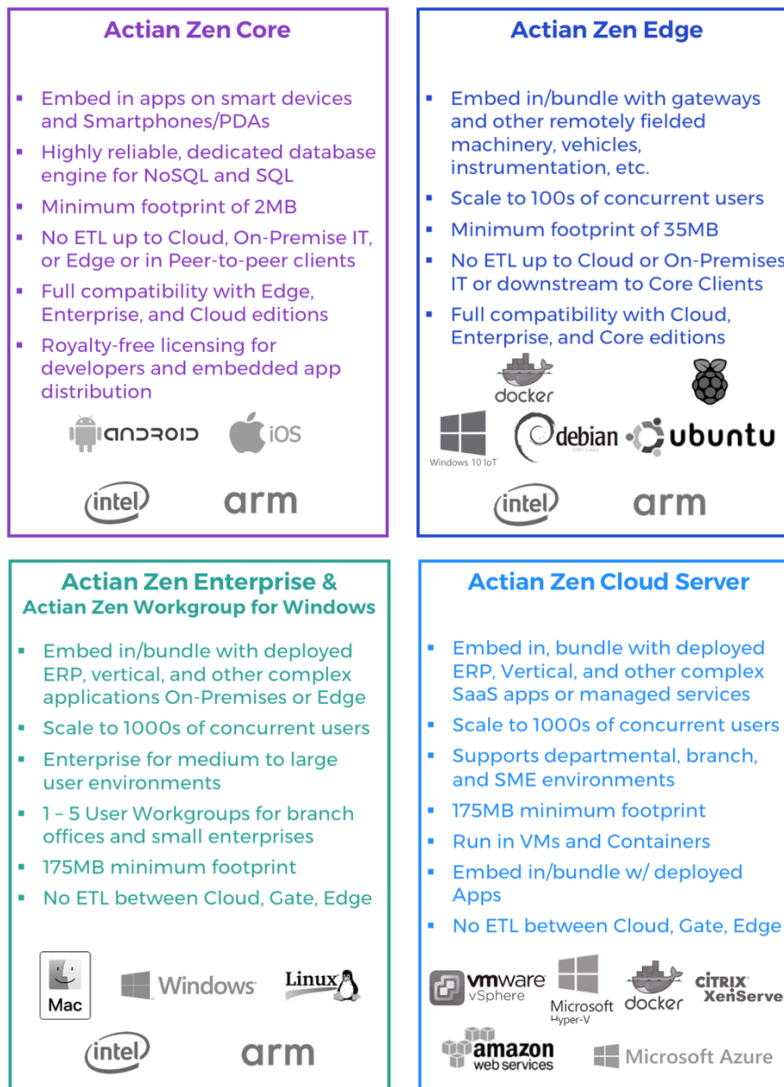 Actian Zen Core
▪ Embed in apps on smart devices
and Smartphones/PDAs
▪ Highly reliable, dedicated database
engine for NoSQL and SQL
▪ Minimum footprint of 2MB
▪ No ETL up to Cloud, On-Premise IT,
or Edge or in Peer-to-peer clients
▪ Full compatibility with Edge,
Enterprise, and Cloud editions
▪ Royalty-free licensing for
developers and embedded app
distribution
android
iOS
intel
arm
Actian Zen Edge
▪ Embed in/bundle with gateways
and other remotely fielded
machinery, vehicles,
instrumentation, etc.
▪ Scale to 100s of concurrent users
▪ Minimum footprint of 35MB
▪ No ETL up to Cloud or On-Premises
IT or downstream to Core Clients
▪ Full compatibility with Cloud,
Enterprise, and Core editions
docker
Windows 10 IoT
debian
ubuntu
intel
arm
Actian Zen Enterprise &
Actian Zen Workgroup for Windows
▪ Embed in/bundle with deployed
ERP, vertical, and other complex
applications On-Premises or Edge
▪ Scale to 1000s of concurrent users
▪ Enterprise for medium to large
user environments
▪ 1 – 5 User Workgroups for branch
offices and small enterprises
▪ 175MB minimum footprint
▪ No ETL between Cloud, Gate, Edge
Mac
Windows
Linux
intel
arm
Actian Zen Cloud Server
▪ Embed in, bundle with deployed
ERP, Vertical, and other complex
SaaS apps or managed services
▪ Scale to 1000s of concurrent users
▪ Supports departmental, branch,
and SME environments
▪ 175MB minimum footprint
▪ Run in VMs and Containers
▪ Embed in/bundle w/ deployed
Apps
▪ No ETL between Cloud, Gate, Edge
vmware
vSphere
Microsoft
Hyper-V
docker
CITRIX
XenServe
amazon
web services
Microsoft Azure